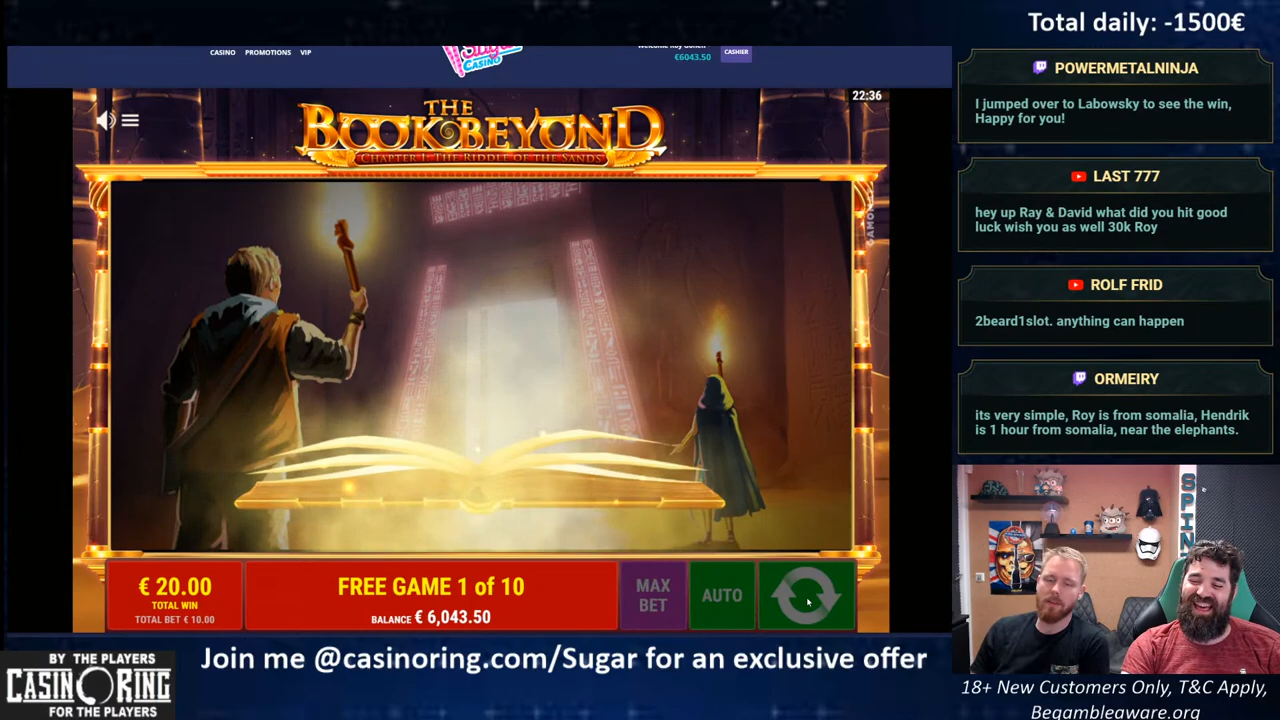 Total daily: -1500€
CASINO PROMOTIONS VIP
CASINO
€6043.50
CASHIER
22:36
THE
BOOK BEYOND
CHAPTER I: THE RIDDLE OF THE SANDS
€ 20.00
TOTAL WIN
TOTAL BET € 10.00
FREE GAME 1 of 10
BALANCE € 6,043.50
MAX
BET
AUTO
POWERMETALNINJA
I jumped over to Labowsky to see the win,
Happy for you!
LAST 777
hey up Ray & David what did you hit good
luck wish you as well 30k Roy
ROLF FRID
2beard1slot. anything can happen
ORMEIRY
its very simple, Roy is from somalia, Hendrik
is 1 hour from somalia, near the elephants.
SPIN
BY THE PLAYERS
CASINORING
FOR THE PLAYERS
Join me @casinoring.com/Sugar for an exclusive offer
18+ New Customers Only, T&C Apply,
Begambleaware.org